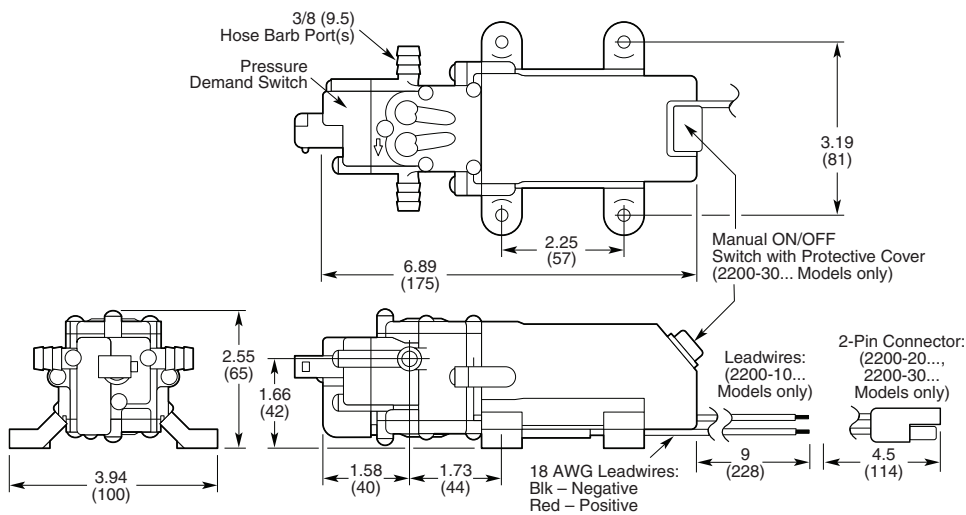 3/8 (9.5)
Hose Barb Port(s)
Pressure
Demand Switch
3.19
(81)
2.25
(57)
6.89
(175)
Manual ON/OFF
Switch with Protective Cover
(2200-30... Models only)
2.55
(65)
1.66
(42)
3.94
(100)
1.58
(40)
1.73
(44)
18 AWG Leadwires:
Blk – Negative
Red – Positive
Leadwires:
(2200-10...
Models only)
9
(228)
2-Pin Connector:
(2200-20...,
2200-30...
Models only)
4.5
(114)